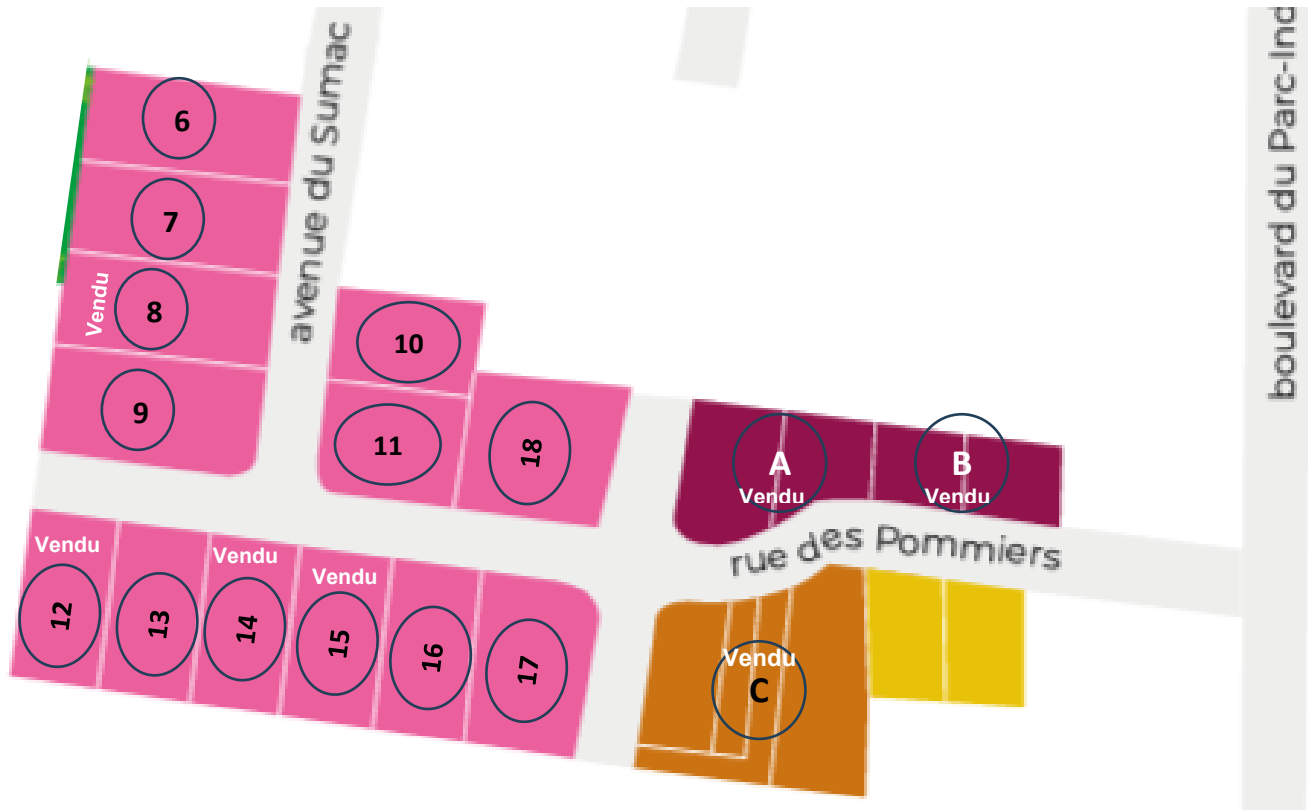 avenue du Sumac
boulevard du Parc-Ind
6
7
Vendu
8
9
10
11
18
A
Vendu
B
Vendu
rue des Pommiers
Vendu
12
13
Vendu
14
Vendu
15
16
17
Vendu
C